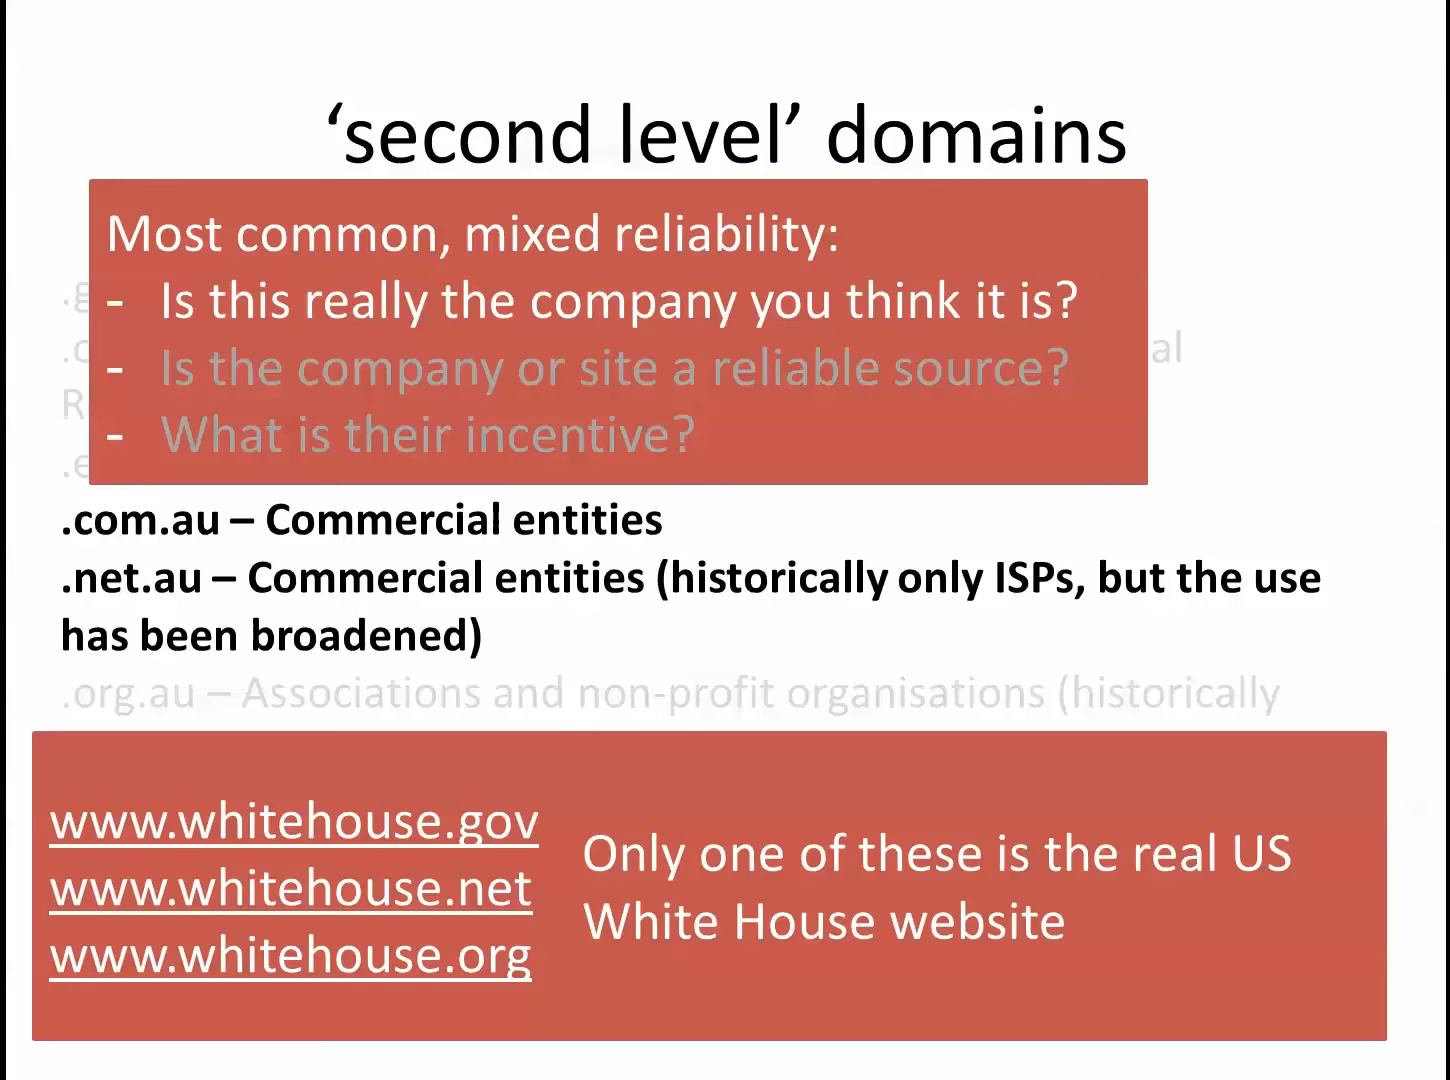 ‘second level’ domains
Most common, mixed reliability:
- Is this really the company you think it is?
- Is the company or site a reliable source?
- What is their incentive?
.com.au – Commercial entities
.net.au – Commercial entities (historically only ISPs, but the use
has been broadened)
.org.au – Associations and non-profit organisations (historically
www.whitehouse.gov
www.whitehouse.net
www.whitehouse.org
Only one of these is the real US
White House website